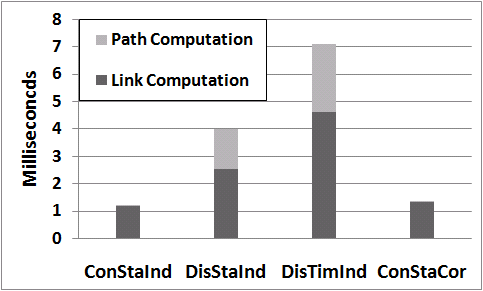 8
7
6
5
4
3
2
1
0
Milliseconcds
Path Computation
Link Computation
ConStaInd DisStaInd DisTimInd ConStaCor